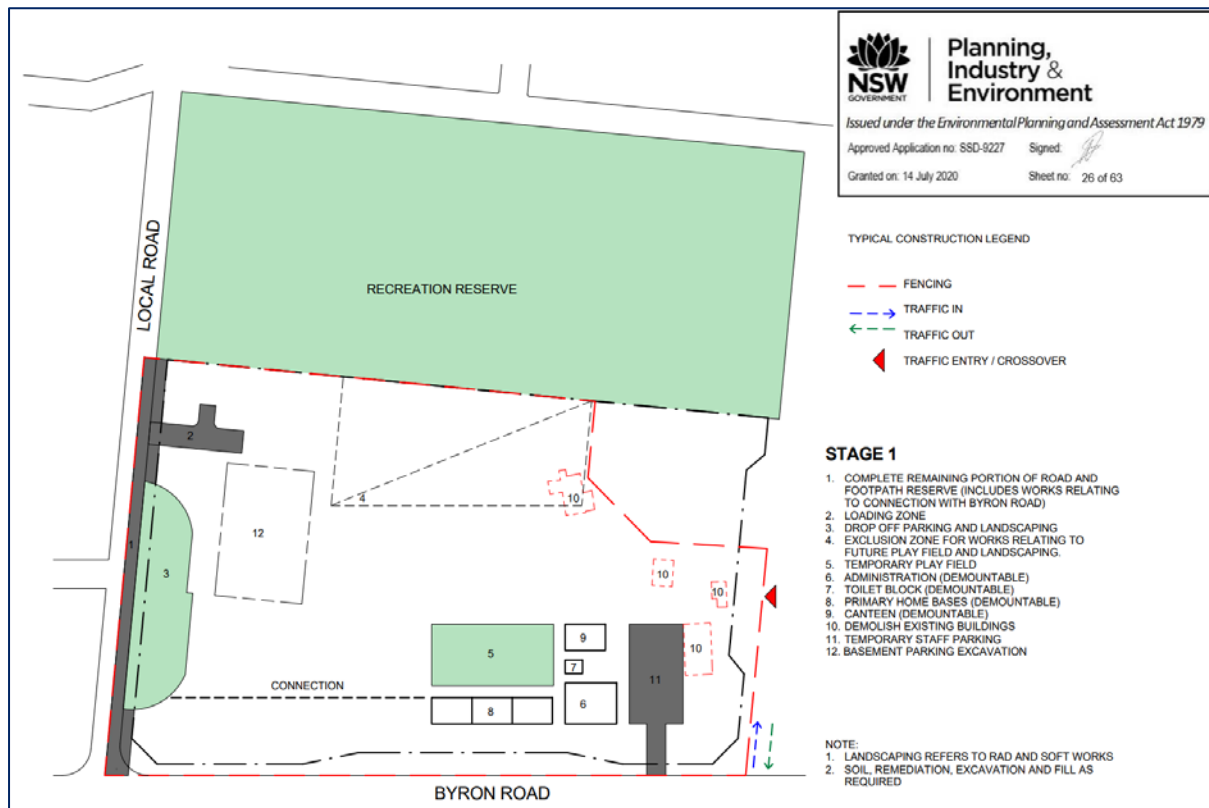 NSW
GOVERNMENT
Planning,
Industry &
Environment
Issued under the Environmental Planning and Assessment Act 1979
Approved Application no: SSD-9227 Signed:
Granted on: 14 July 2020 Sheet no: 26 of 63
TYPICAL CONSTRUCTION LEGEND
FENCING
TRAFFIC IN
TRAFFIC OUT
TRAFFIC ENTRY / CROSSOVER
LOCAL ROAD
RECREATION RESERVE
2
4
10
12
1
3
10
10
9
5
7
10
11
6
8
CONNECTION
BYRON ROAD
STAGE 1
1. COMPLETE REMAINING PORTION OF ROAD AND
FOOTPATH RESERVE (INCLUDES WORKS RELATING
TO CONNECTION WITH BYRON ROAD)
2. LOADING ZONE
3. DROP OFF PARKING AND LANDSCAPING
4. EXCLUSION ZONE FOR WORKS RELATING TO
FUTURE PLAY FIELD AND LANDSCAPING.
5. TEMPORARY PLAY FIELD
6. ADMINISTRATION (DEMOUNTABLE)
7. TOILET BLOCK (DEMOUNTABLE)
8. PRIMARY HOME BASES (DEMOUNTABLE)
9. CANTEEN (DEMOUNTABLE)
10. DEMOLISH EXISTING BUILDINGS
11. TEMPORARY STAFF PARKING
12. BASEMENT PARKING EXCAVATION
NOTE:
1. LANDSCAPING REFERS TO RAD AND SOFT WORKS
2. SOIL, REMEDIATION, EXCAVATION AND FILL AS
REQUIRED